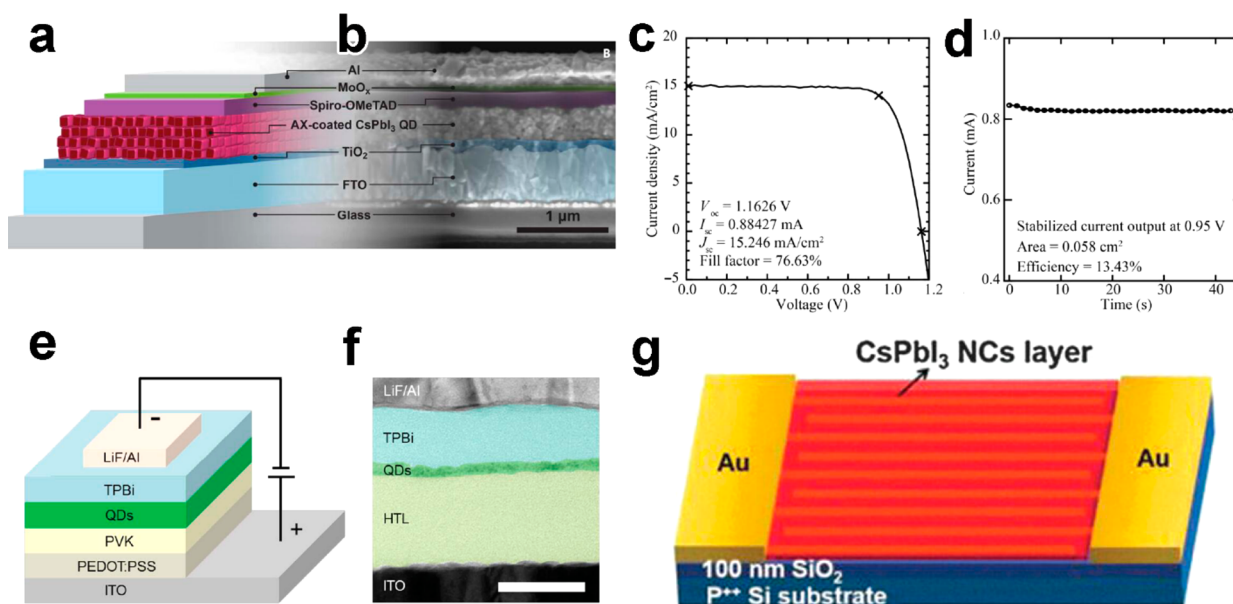 a
b
B
Al
MoOₓ
Spiro-OMeTAD
AX-coated CsPbI₃ QD
TiO₂
FTO
Glass
1 µm
c
20
15
10
5
0
−5
0.0
0.2
0.4
0.6
0.8
1.0
1.2
Current density (mA/cm²)
Voltage (V)
Vₒc = 1.1626 V
Iₛc = 0.88427 mA
Jₛc = 15.246 mA/cm²
Fill factor = 76.63%
d
1.0
0.8
0.6
0.4
0
10
20
30
40
Current (mA)
Time (s)
Stabilized current output at 0.95 V
Area = 0.058 cm²
Efficiency = 13.43%
e
-
LiF/Al
TPBi
QDs
PVK
PEDOT:PSS
ITO
+
f
LiF/Al
TPBi
QDs
HTL
ITO
g
CsPbI₃ NCs layer
Au
Au
100 nm SiO₂
P⁺⁺ Si substrate